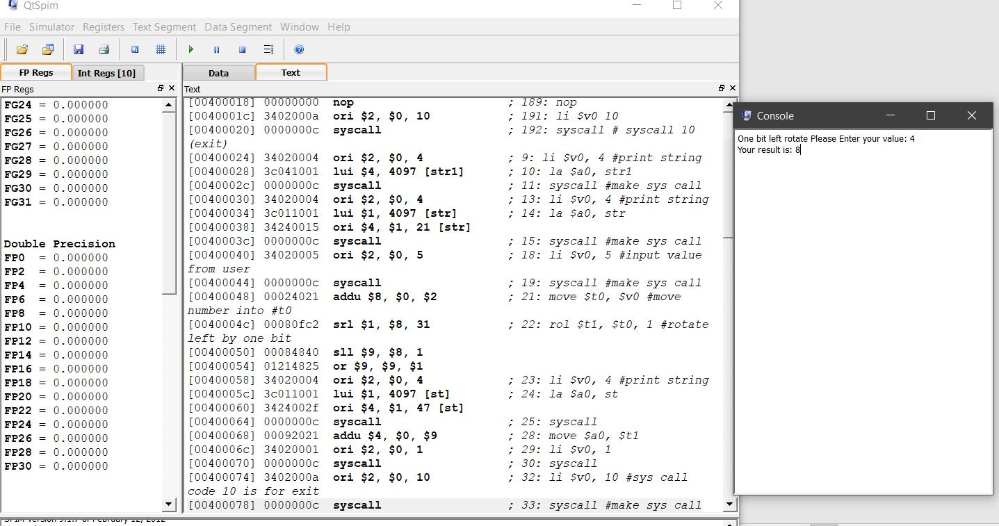 QtSpim
File Simulator Registers Text Segment Data Segment Window Help
FP Regs Int Regs [10]
FP Regs
FG24 = 0.000000
FG25 = 0.000000
FG26 = 0.000000
FG27 = 0.000000
FG28 = 0.000000
FG29 = 0.000000
FG30 = 0.000000
FG31 = 0.000000
Double Precision
FP0 = 0.000000
FP2 = 0.000000
FP4 = 0.000000
FP6 = 0.000000
FP8 = 0.000000
FP10 = 0.000000
FP12 = 0.000000
FP14 = 0.000000
FP16 = 0.000000
FP18 = 0.000000
FP20 = 0.000000
FP22 = 0.000000
FP24 = 0.000000
FP26 = 0.000000
FP28 = 0.000000
FP30 = 0.000000
Data Text
Text
[00400018] 00000000 nop ; 189: nop
[0040001c] 3402000a ori $2, $0, 10 ; 191: li $v0 10
[00400020] 0000000c syscall ; 192: syscall # syscall 10
(exit)
[00400024] 34020004 ori $2, $0, 4 ; 9: li $v0, 4 #print string
[00400028] 3c041001 lui $4, 4097 [str1] ; 10: la $a0, str1
[0040002c] 0000000c syscall ; 11: syscall #make sys call
[00400030] 34020004 ori $2, $0, 4 ; 13: li $v0, 4 #print string
[00400034] 3c011001 lui $1, 4097 [str] ; 14: la $a0, str
[00400038] 34240015 ori $4, $1, 21 [str]
[0040003c] 0000000c syscall ; 15: syscall #make sys call
[00400040] 34020005 ori $2, $0, 5 ; 18: li $v0, 5 #input value
from user
[00400044] 0000000c syscall ; 19: syscall #make sys call
[00400048] 00024021 addu $8, $0, $2 ; 21: move $t0, $v0 #move
number into #t0
[0040004c] 00080fc2 srl $1, $8, 31 ; 22: rol $t1, $t0, 1 #rotate
left by one bit
[00400050] 00084840 sll $9, $8, 1
[00400054] 01214825 or $9, $9, $1
[00400058] 34020004 ori $2, $0, 4 ; 23: li $v0, 4 #print string
[0040005c] 3c011001 lui $1, 4097 [st] ; 24: la $a0, st
[00400060] 3424002f ori $4, $1, 47 [st]
[00400064] 0000000c syscall ; 25: syscall
[00400068] 00092021 addu $4, $0, $9 ; 28: move $a0, $t1
[0040006c] 34020001 ori $2, $0, 1 ; 29: li $v0, 1
[00400070] 0000000c syscall ; 30: syscall
[00400074] 3402000a ori $2, $0, 10 ; 32: li $v0, 10 #sys call
code 10 is for exit
[00400078] 0000000c syscall ; 33: syscall #make sys call
Console
One bit left rotate Please Enter your value: 4
Your result is: 8